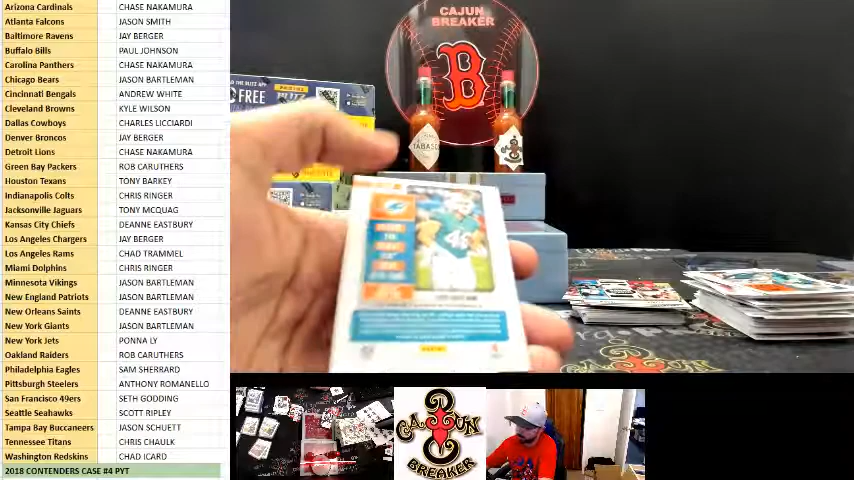 Arizona Cardinals CHASE NAKAMURA
Atlanta Falcons JASON SMITH
Baltimore Ravens JAY BERGER
Buffalo Bills PAUL JOHNSON
Carolina Panthers CHASE NAKAMURA
Chicago Bears JASON BARTLEMAN
Cincinnati Bengals ANDREW WHITE
Cleveland Browns KYLE WILSON
Dallas Cowboys CHARLES LICCIARDI
Denver Broncos JAY BERGER
Detroit Lions CHASE NAKAMURA
Green Bay Packers ROB CARUTHERS
Houston Texans TONY BARKEY
Indianapolis Colts CHRIS RINGER
Jacksonville Jaguars TONY MCQUAG
Kansas City Chiefs DEANNE EASTBURY
Los Angeles Chargers JAY BERGER
Los Angeles Rams CHAD TRAMMEL
Miami Dolphins CHRIS RINGER
Minnesota Vikings JASON BARTLEMAN
New England Patriots JASON BARTLEMAN
New Orleans Saints DEANNE EASTBURY
New York Giants JASON BARTLEMAN
New York Jets PONNA LY
Oakland Raiders ROB CARUTHERS
Philadelphia Eagles SAM SHERRARD
Pittsburgh Steelers ANTHONY ROMANELLO
San Francisco 49ers SETH GODDING
Seattle Seahawks SCOTT RIPLEY
Tampa Bay Buccaneers JASON SCHUETT
Tennessee Titans CHRIS CHAULK
Washington Redskins CHAD ICARD
2018 CONTENDERS CASE #4 PYT
CAJUN
BREAKER
B
FREE
TABASCO
CAJUN
BREAKER